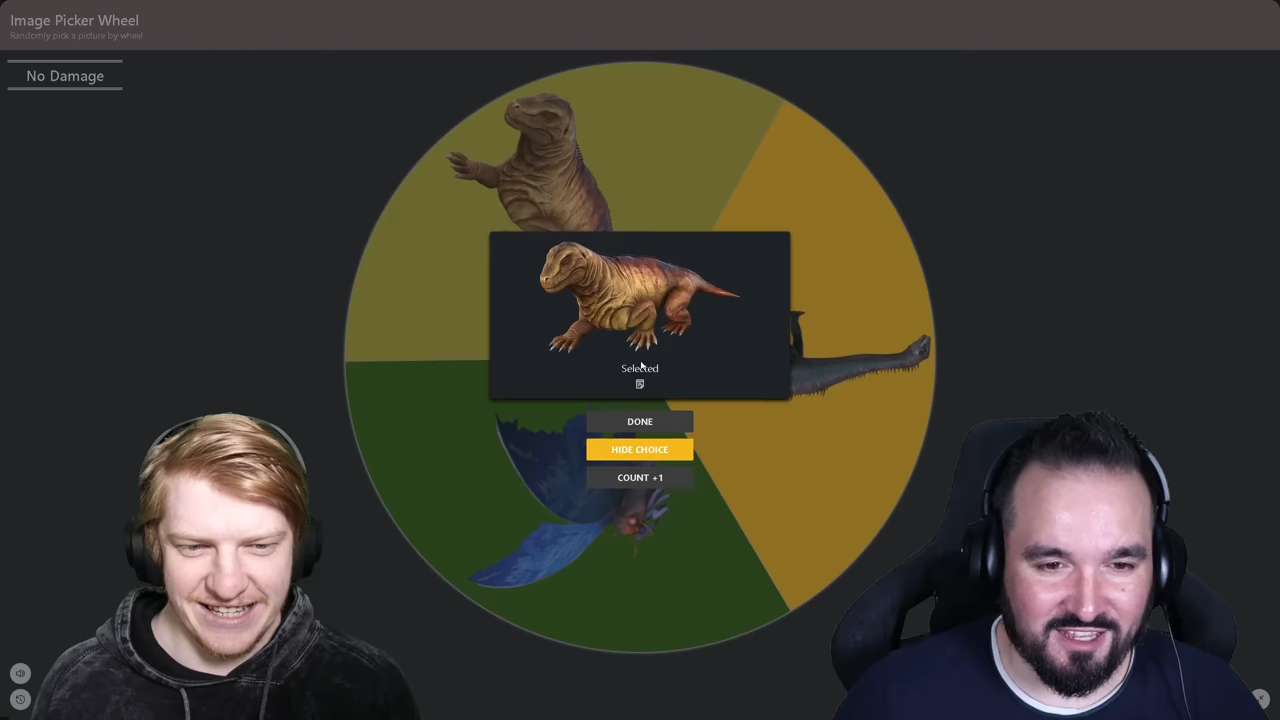 Image Picker Wheel
Randomly pick a picture by wheel
No Damage
Selected
DONE
HIDE CHOICE
COUNT +1